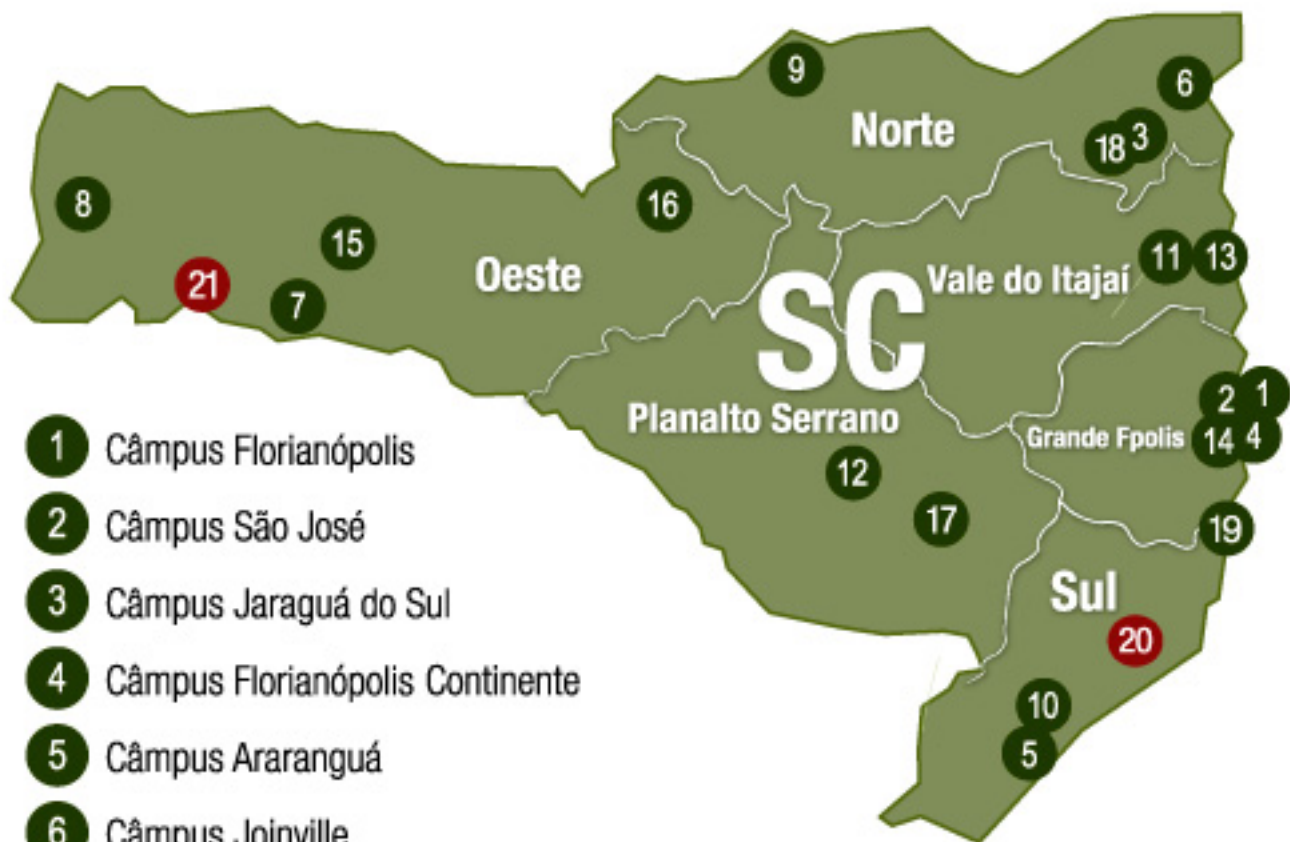 9
6
Norte
18 3
8
16
15
Oeste
Vale do Itajaí
11 13
21
7
SC
2 1
Planalto Serrano
Grande Fpolis
14 4
12
17
19
Sul
20
10
5
1 Câmpus Florianópolis
2 Câmpus São José
3 Câmpus Jaraguá do Sul
4 Câmpus Florianópolis Continente
5 Câmpus Araranguá
6 Câmpus Joinville